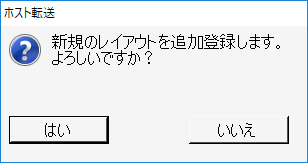 ホスト転送
新規のレイアウトを追加登録します。
よろしいですか？
はい
いいえ